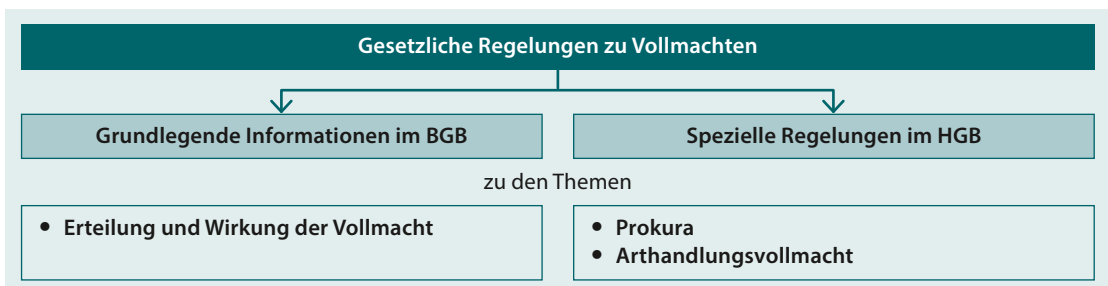 Gesetzliche Regelungen zu Vollmachten
Grundlegende Informationen im BGB
Spezielle Regelungen im HGB
zu den Themen
• Erteilung und Wirkung der Vollmacht
• Prokura
• Arthandlungsvollmacht